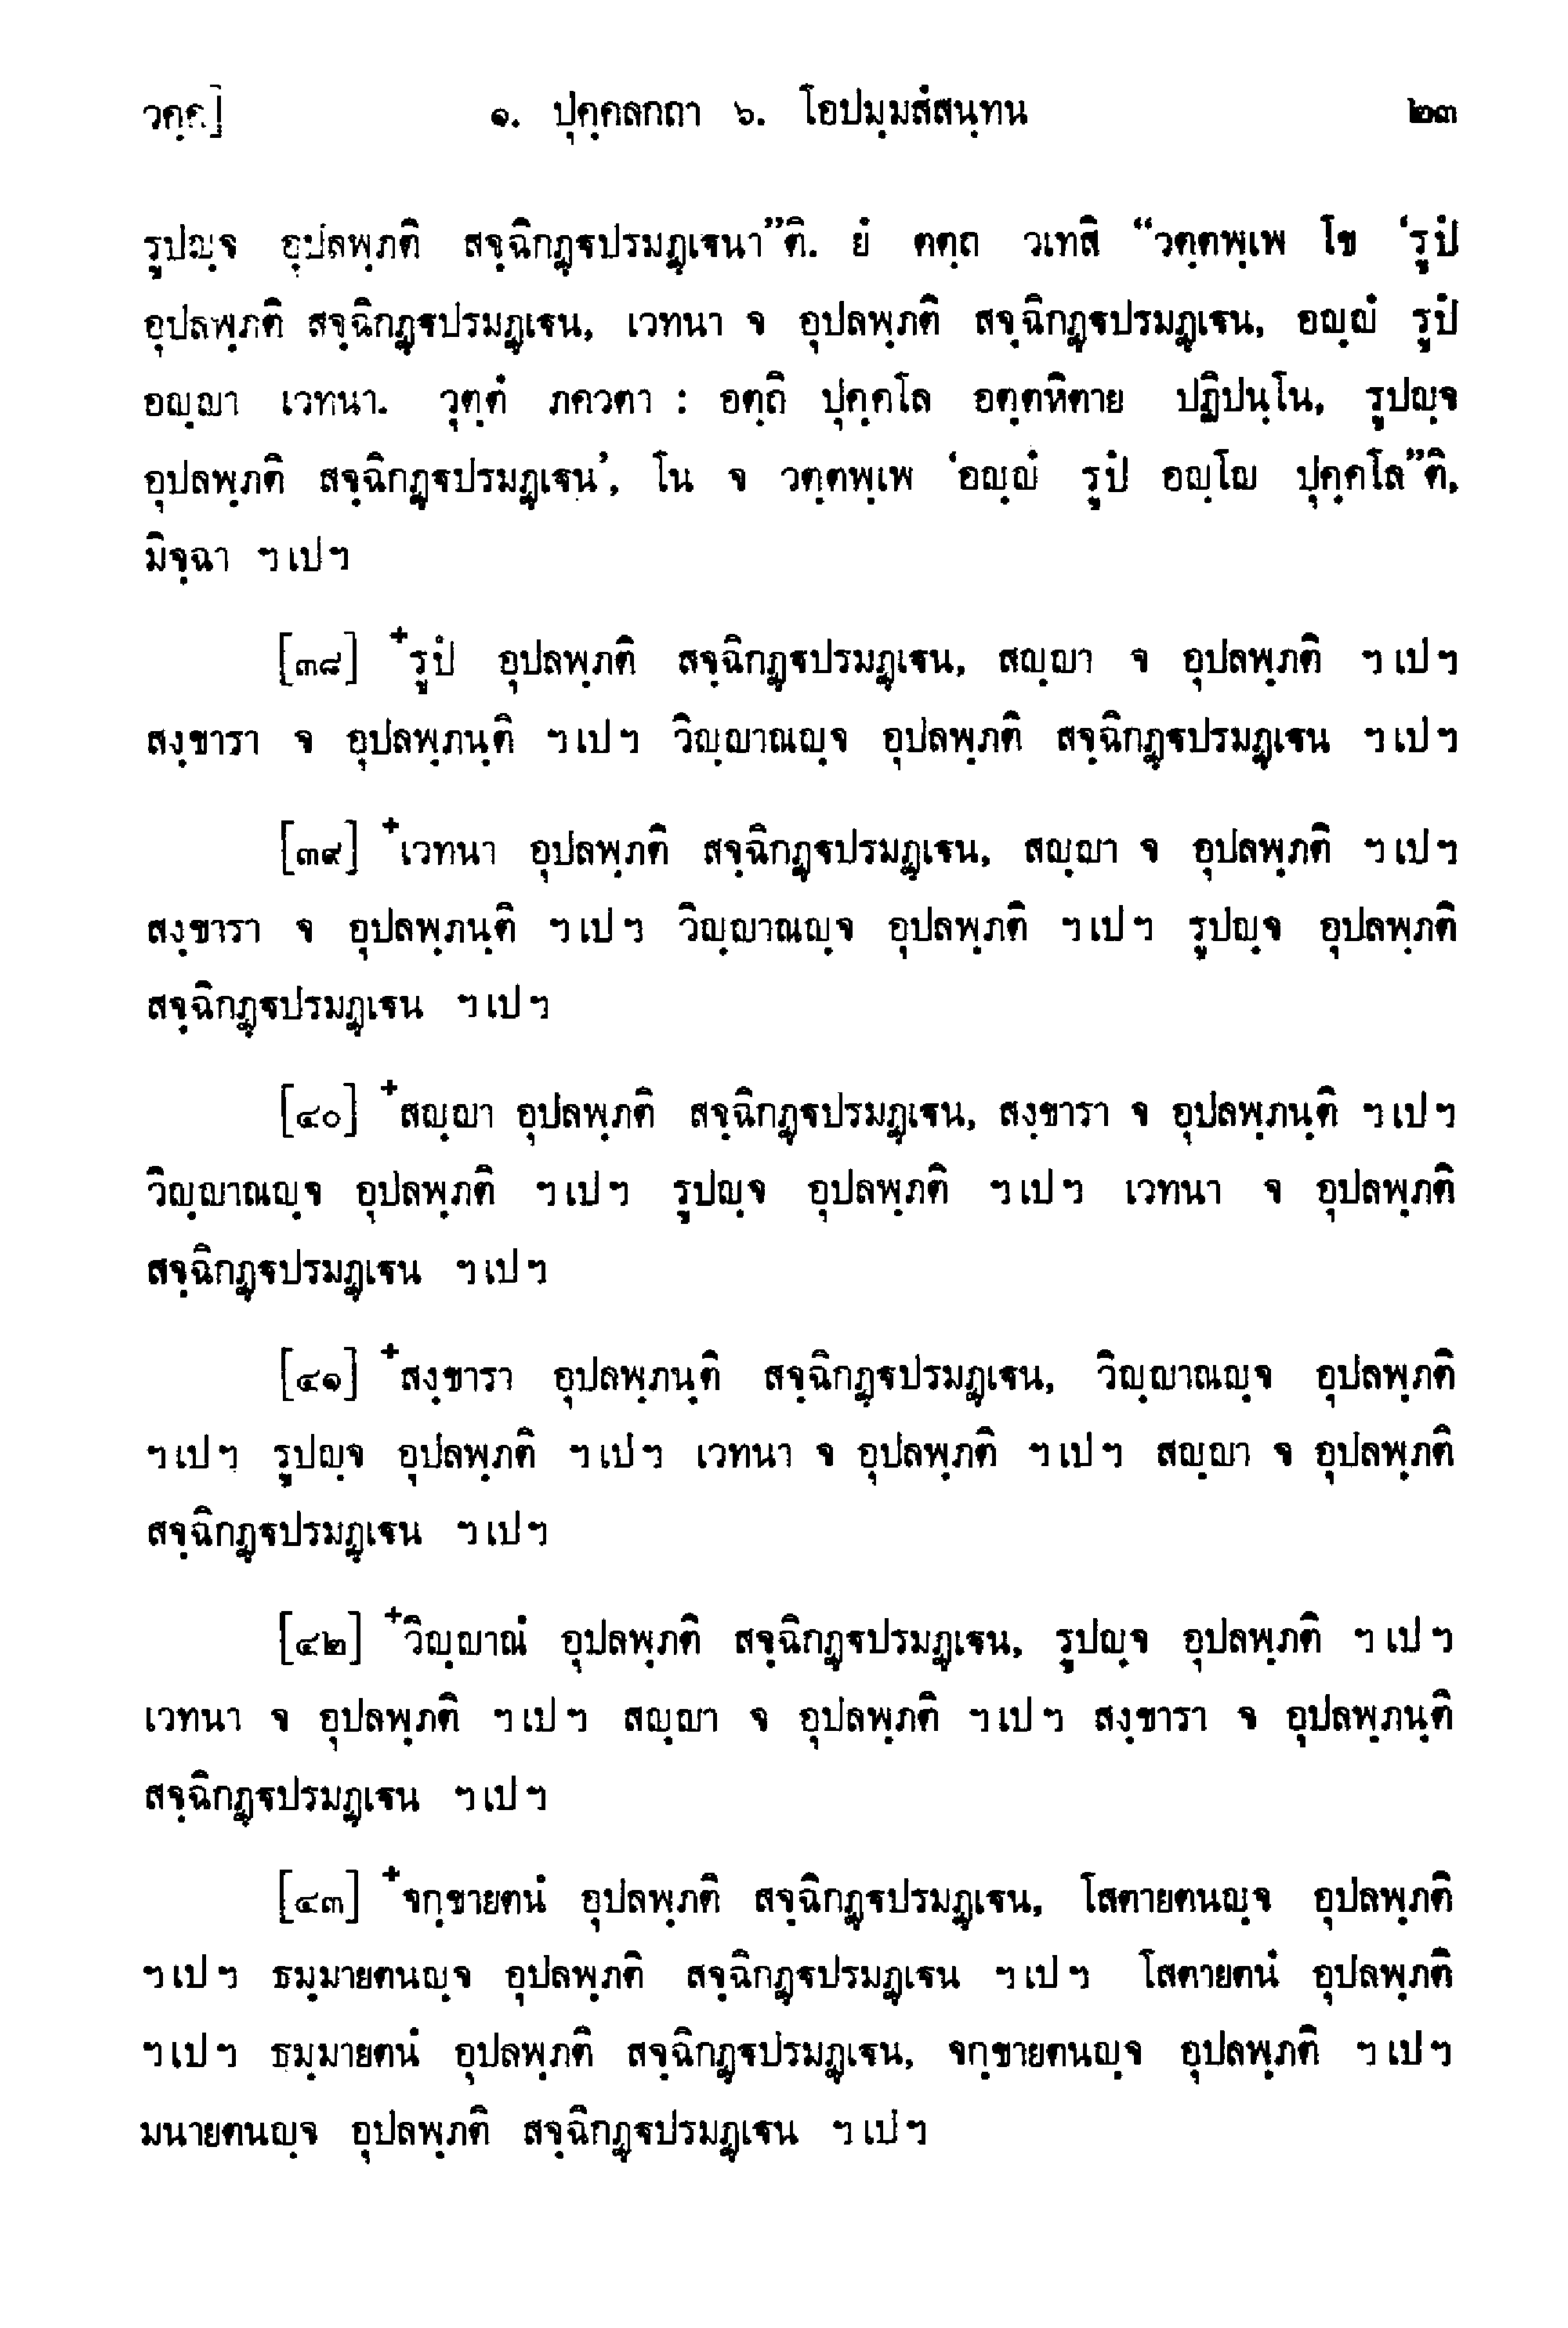 วคฺค] ๑. ปุคฺคลกถา ๖. โอปมฺมสํสนฺทน ๒๓
รูปญฺจ อุปลพฺภติ สจฺฉิกฏฺฐปรมฏฺเฐนา”ติ. ยํ ตตฺถ วเทสิ “วตฺตพฺเพ โข ‘รูปํ
อุปลพฺภติ สจฺฉิกฏฺฐปรมฏฺเฐน, เวทนา จ อุปลพฺภติ สจฺฉิกฏฺฐปรมฏฺเฐน, อญฺญํ รูปํ
อญฺญา เวทนา. วุตฺตํ ภควตา : อตฺถิ ปุคฺคโล อตฺตหิตาย ปฏิปนฺโน, รูปญฺจ
อุปลพฺภติ สจฺฉิกฏฺฐปรมฏฺเฐน’, โน จ วตฺตพฺเพ ‘อญฺญํ รูปํ อญฺโญ ปุคฺคโล”ติ,
มิจฺฉา ฯเปฯ
[๓๘] ⁺รูปํ อุปลพฺภติ สจฺฉิกฏฺฐปรมฏฺเฐน, สญฺญา จ อุปลพฺภติ ฯเปฯ
สงฺขารา จ อุปลพฺภนฺติ ฯเปฯ วิญฺญาณญฺจ อุปลพฺภติ สจฺฉิกฏฺฐปรมฏฺเฐน ฯเปฯ
[๓๙] ⁺เวทนา อุปลพฺภติ สจฺฉิกฏฺฐปรมฏฺเฐน, สญฺญา จ อุปลพฺภติ ฯเปฯ
สงฺขารา จ อุปลพฺภนฺติ ฯเปฯ วิญฺญาณญฺจ อุปลพฺภติ ฯเปฯ รูปญฺจ อุปลพฺภติ
สจฺฉิกฏฺฐปรมฏฺเฐน ฯเปฯ
[๔๐] ⁺สญฺญา อุปลพฺภติ สจฺฉิกฏฺฐปรมฏฺเฐน, สงฺขารา จ อุปลพฺภนฺติ ฯเปฯ
วิญฺญาณญฺจ อุปลพฺภติ ฯเปฯ รูปญฺจ อุปลพฺภติ ฯเปฯ เวทนา จ อุปลพฺภติ
สจฺฉิกฏฺฐปรมฏฺเฐน ฯเปฯ
[๔๑] ⁺สงฺขารา อุปลพฺภนฺติ สจฺฉิกฏฺฐปรมฏฺเฐน, วิญฺญาณญฺจ อุปลพฺภติ
ฯเปฯ รูปญฺจ อุปลพฺภติ ฯเปฯ เวทนา จ อุปลพฺภติ ฯเปฯ สญฺญา จ อุปลพฺภติ
สจฺฉิกฏฺฐปรมฏฺเฐน ฯเปฯ
[๔๒] ⁺วิญฺญาณํ อุปลพฺภติ สจฺฉิกฏฺฐปรมฏฺเฐน, รูปญฺจ อุปลพฺภติ ฯเปฯ
เวทนา จ อุปลพฺภติ ฯเปฯ สญฺญา จ อุปลพฺภติ ฯเปฯ สงฺขารา จ อุปลพฺภนฺติ
สจฺฉิกฏฺฐปรมฏฺเฐน ฯเปฯ
[๔๓] ⁺จกฺขายตนํ อุปลพฺภติ สจฺฉิกฏฺฐปรมฏฺเฐน, โสตายตนญฺจ อุปลพฺภติ
ฯเปฯ ธมฺมายตนญฺจ อุปลพฺภติ สจฺฉิกฏฺฐปรมฏฺเฐน ฯเปฯ โสตายตนํ อุปลพฺภติ
ฯเปฯ ธมฺมายตนํ อุปลพฺภติ สจฺฉิกฏฺฐปรมฏฺเฐน, จกฺขายตนญฺจ อุปลพฺภติ ฯเปฯ
มนายตนญฺจ อุปลพฺภติ สจฺฉิกฏฺฐปรมฏฺเฐน ฯเปฯ